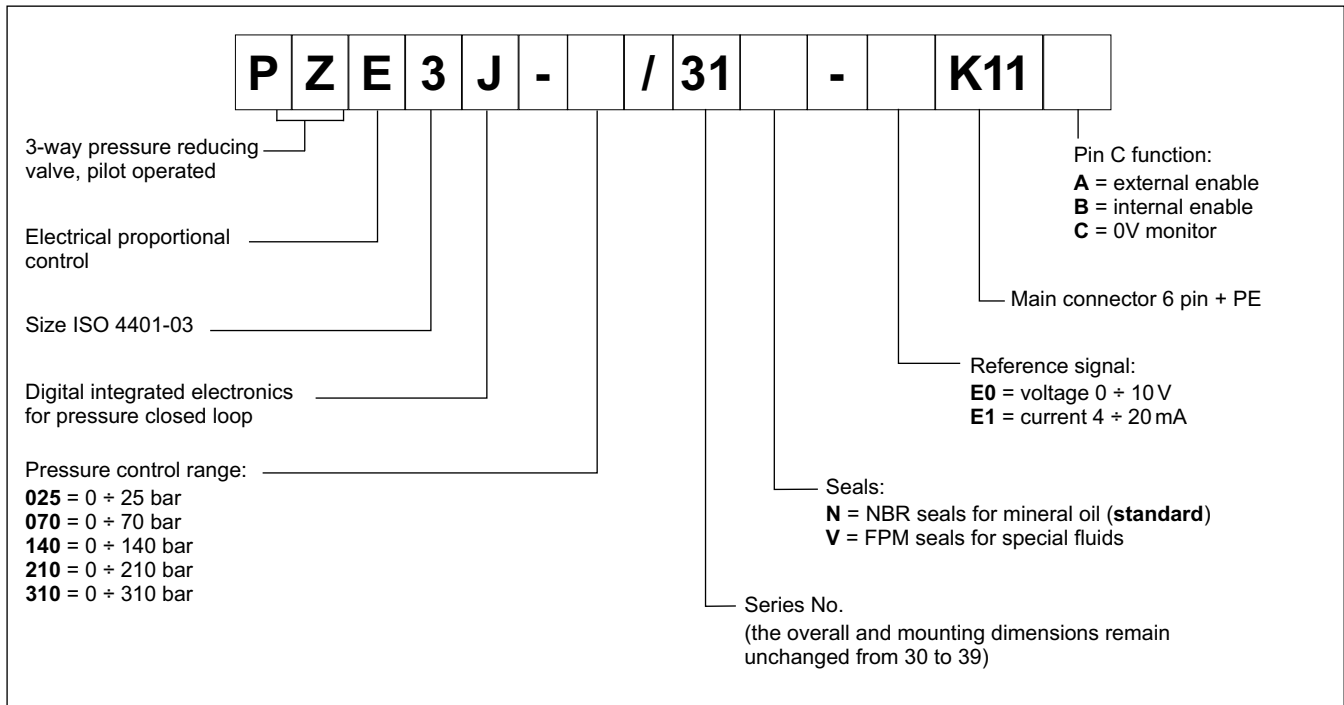 P Z E 3 J - / 31 - K11
3-way pressure reducing
valve, pilot operated
Electrical proportional
control
Size ISO 4401-03
Digital integrated electronics
for pressure closed loop
Pressure control range:
025 = 0 ÷ 25 bar
070 = 0 ÷ 70 bar
140 = 0 ÷ 140 bar
210 = 0 ÷ 210 bar
310 = 0 ÷ 310 bar
Pin C function:
A = external enable
B = internal enable
C = 0V monitor
Main connector 6 pin + PE
Reference signal:
E0 = voltage 0 ÷ 10 V
E1 = current 4 ÷ 20 mA
Seals:
N = NBR seals for mineral oil (standard)
V = FPM seals for special fluids
Series No.
(the overall and mounting dimensions remain
unchanged from 30 to 39)